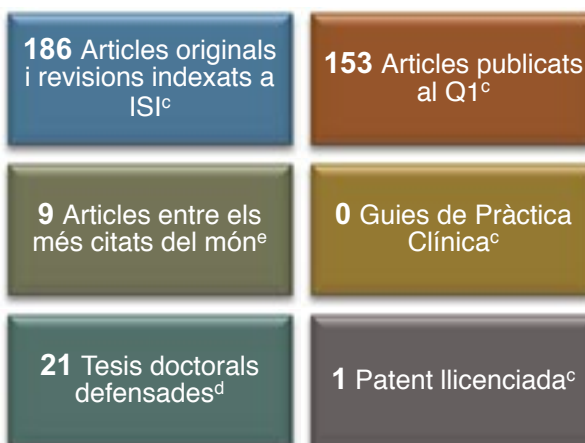 186 Articles originals
i revisions indexats a
ISIᶜ
153 Articles publicats
al Q1ᶜ
9 Articles entre els
més citats del mónᵉ
0 Guies de Pràctica
Clínicaᶜ
21 Tesis doctorals
defensadesᵈ
1 Patent llicenciadaᶜ